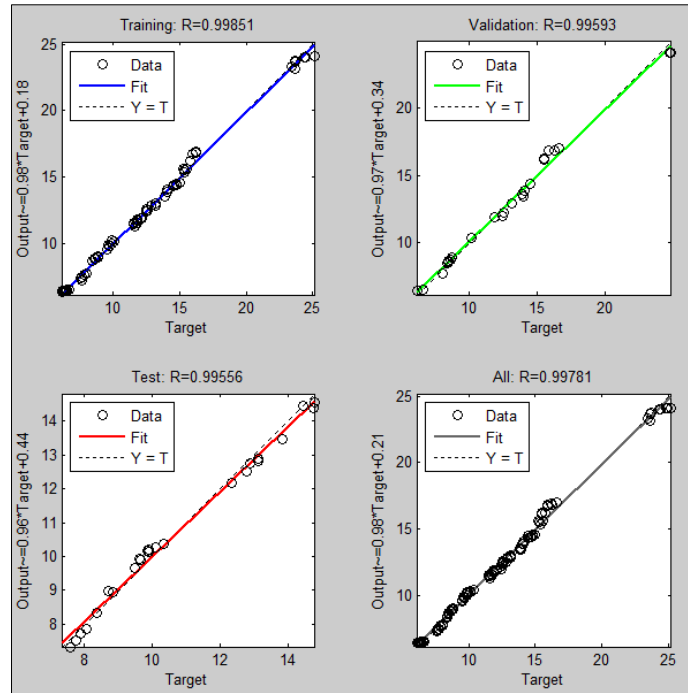 Training: R=0.99851
Output~=0.98*Target+0.18
25
20
15
10
Data
Fit
Y = T
10
15
20
25
Target
Validation: R=0.99593
Output~=0.97*Target+0.34
20
15
10
Data
Fit
Y = T
10
15
20
Target
Test: R=0.99556
Output~=0.96*Target+0.44
14
13
12
11
10
9
8
Data
Fit
Y = T
8
10
12
14
Target
All: R=0.99781
Output~=0.98*Target+0.21
25
20
15
10
Data
Fit
Y = T
10
15
20
25
Target